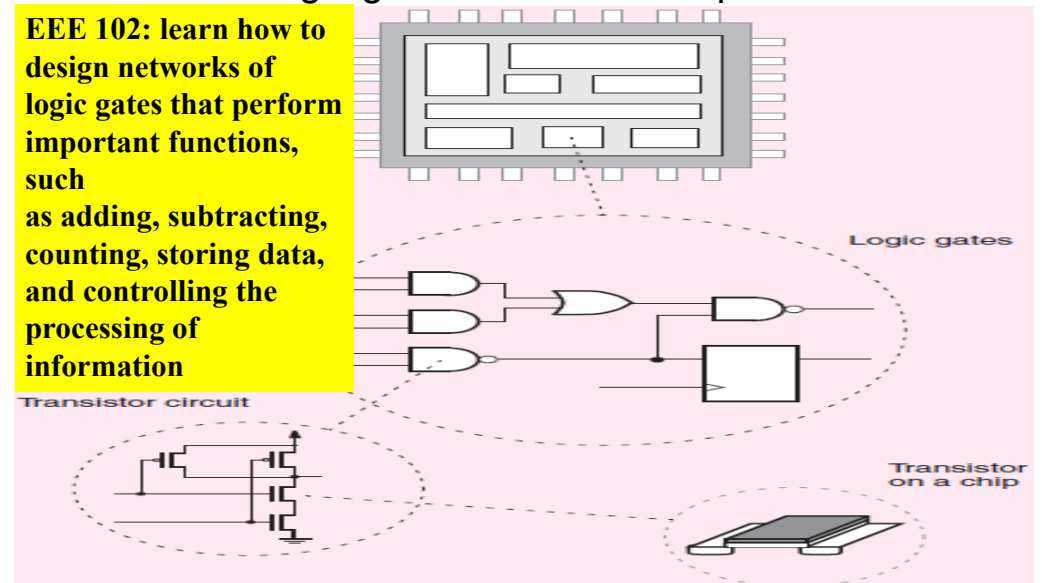 EEE 102: learn how to
design networks of
logic gates that perform
important functions,
such
as adding, subtracting,
counting, storing data,
and controlling the
processing of
information
Logic gates
Transistor circuit
Transistor
on a chip